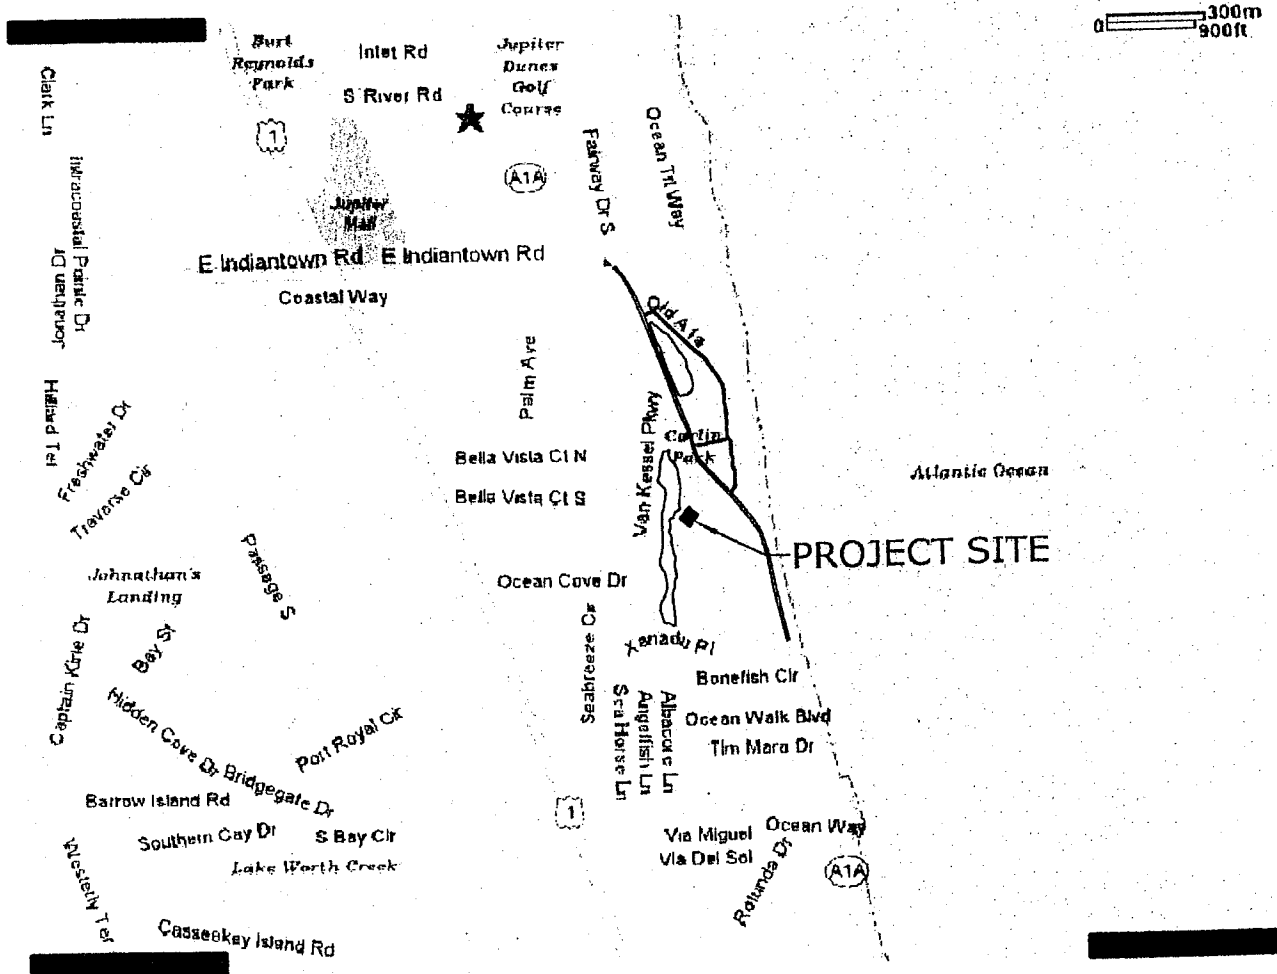 0
300m
900ft
Burt
Reynolds
Park
Inlet Rd
Jupiter
Dunes
Golf
Course
S River Rd
Clark Ln
1
A1A
Fairway Dr S
Ocean Trl Way
Intracoastal Pointe Dr
Jonathan Dr
Jupiter
Mall
E Indiantown Rd
E Indiantown Rd
Coastal Way
Old A1a
Palm Ave
Hilliard Ter
Freshwater Dr
Traverse Cir
Van Kessel Pkwy
Carlin
Park
Bella Vista Ct N
Bella Vista Ct S
Atlantic Ocean
PROJECT SITE
Passage S
Johnathan's
Landing
Ocean Cove Dr
Captain Kirle Dr
Bay St
Seabreeze Cir
Xanadu Pl
Bonefish Cir
Hidden Cove Dr
Sea Horse Ln
Angelfish Ln
Albacore Ln
Ocean Walk Blvd
Tim Mara Dr
Port Royal Cir
Bridgegate Dr
Barrow Island Rd
Southern Cay Dr
S Bay Cir
Lake Worth Creek
1
Via Miguel
Via Del Sol
Ocean Way
Rotunda Dr
A1A
Westerly Ter
Casseekey Island Rd